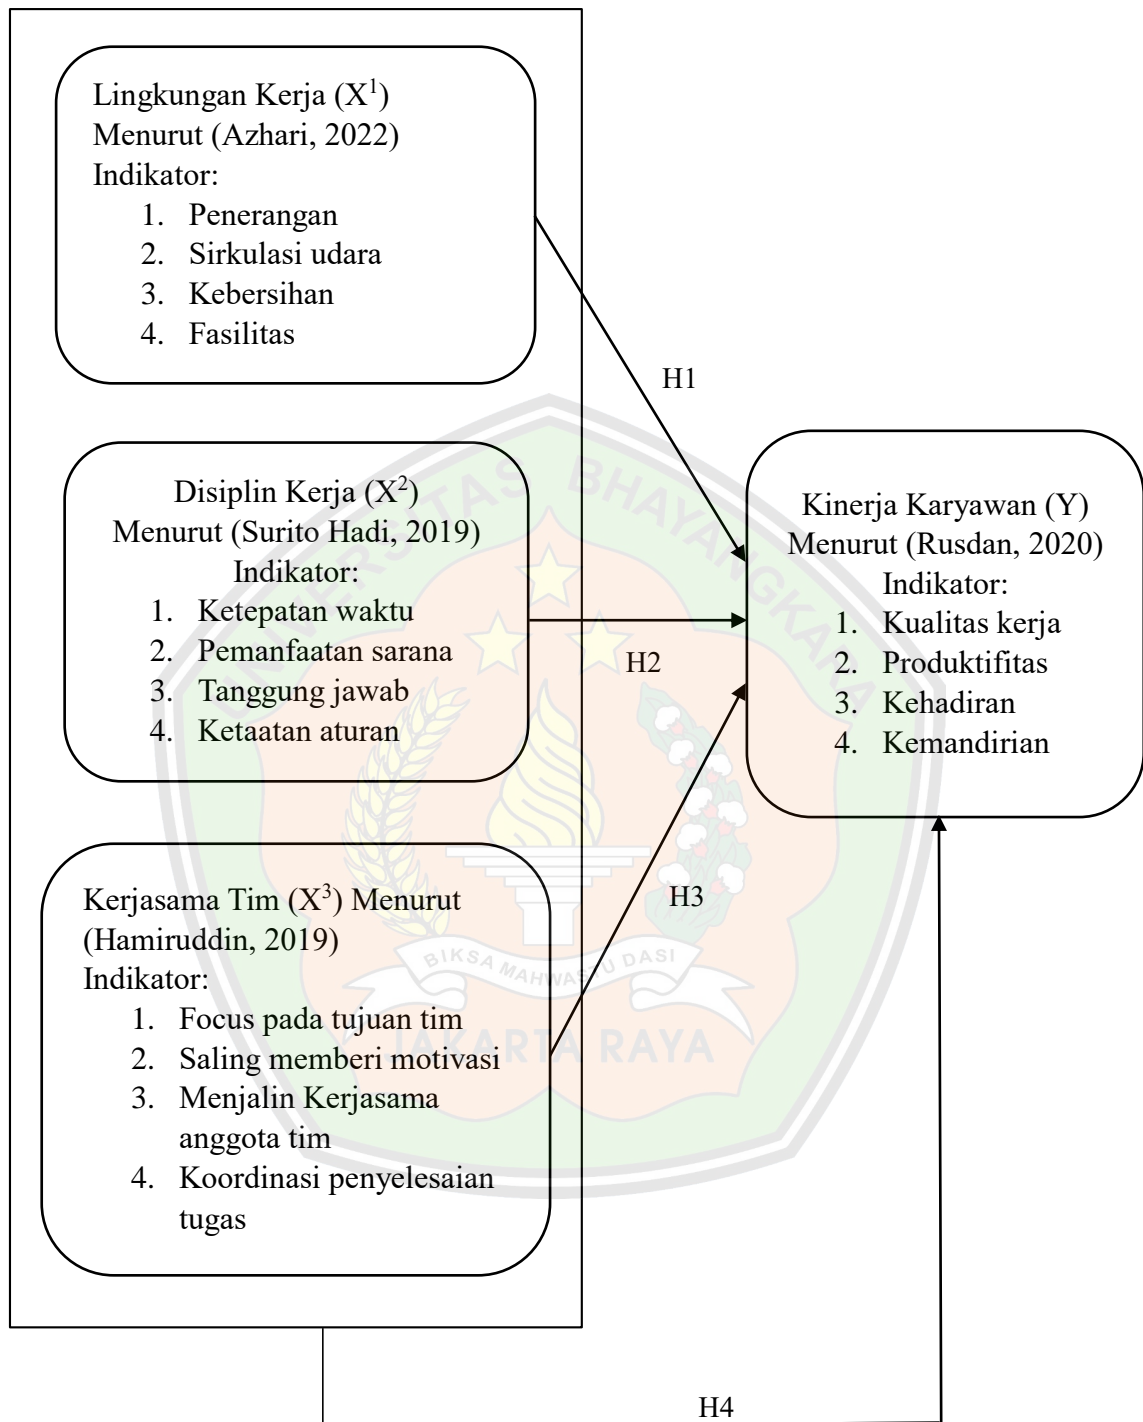 Lingkungan Kerja (X¹)
Menurut (Azhari, 2022)
Indikator:
1. Penerangan
2. Sirkulasi udara
3. Kebersihan
4. Fasilitas
H1
Disiplin Kerja (X²)
Menurut (Surito Hadi, 2019)
Indikator:
1. Ketepatan waktu
2. Pemanfaatan sarana
3. Tanggung jawab
4. Ketaatan aturan
H2
Kinerja Karyawan (Y)
Menurut (Rusdan, 2020)
Indikator:
1. Kualitas kerja
2. Produktifitas
3. Kehadiran
4. Kemandirian
Kerjasama Tim (X³) Menurut
(Hamiruddin, 2019)
Indikator:
1. Focus pada tujuan tim
2. Saling memberi motivasi
3. Menjalin Kerjasama
anggota tim
4. Koordinasi penyelesaian
tugas
H3
H4
UNIVERSITAS BHAYANGKARA
BIKSA MAHWASTU DASI
JAKARTA RAYA